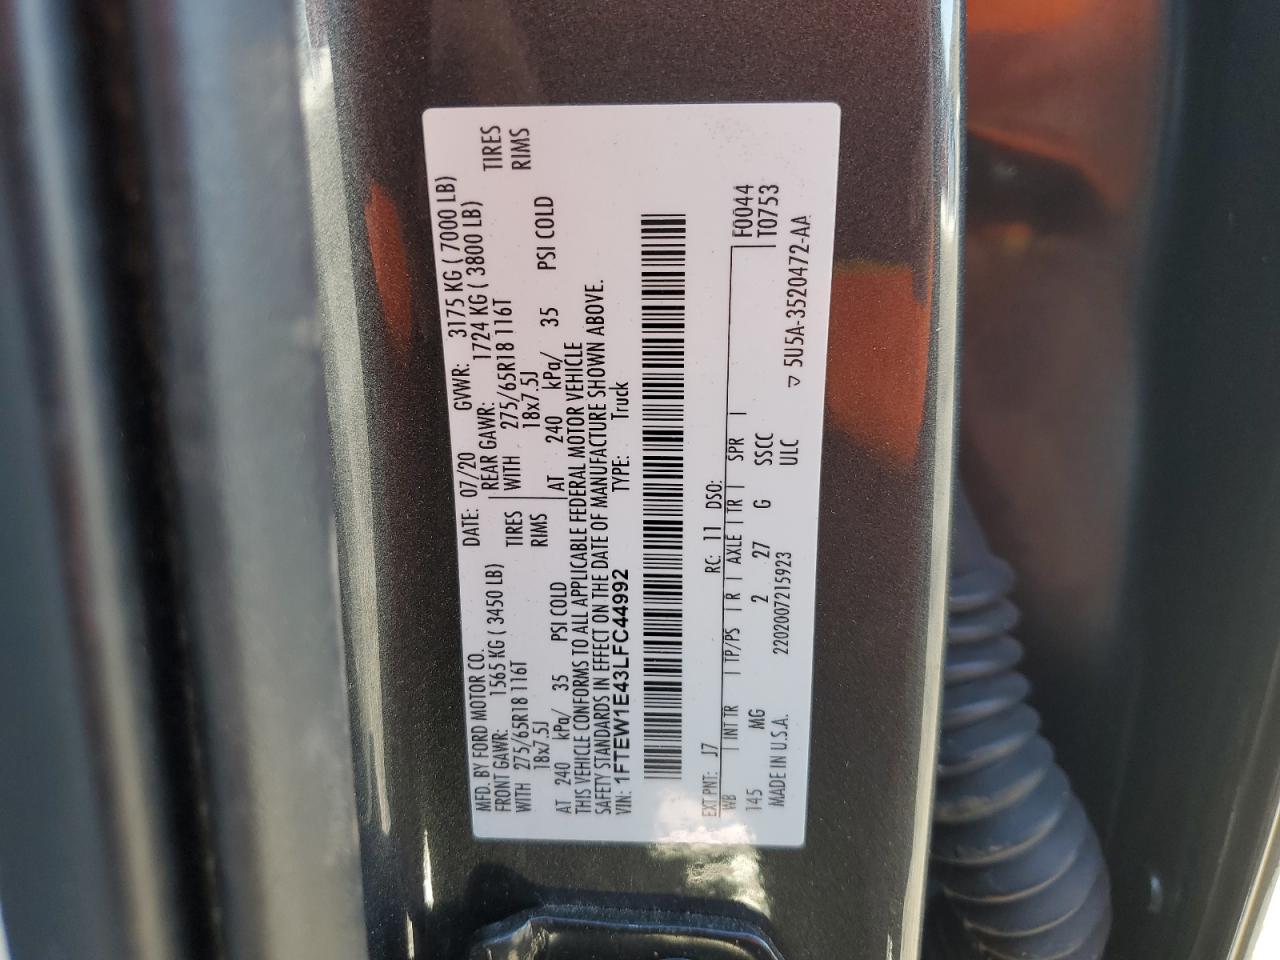 MFD. BY FORD MOTOR CO. DATE: 07/20 GVWR: 3175 KG ( 7000 LB)
FRONT GAWR: 1565 KG ( 3450 LB) REAR GAWR: 1724 KG ( 3800 LB)
WITH 275/65R18 116T TIRES WITH 275/65R18 116T TIRES
18x7.5J RIMS 18x7.5J RIMS
AT 240 kPa/ 35 PSI COLD AT 240 kPa/ 35 PSI COLD
THIS VEHICLE CONFORMS TO ALL APPLICABLE FEDERAL MOTOR VEHICLE
SAFETY STANDARDS IN EFFECT ON THE DATE OF MANUFACTURE SHOWN ABOVE.
VIN: 1FTEW1E43LFC44992 TYPE: Truck
EXT PNT: J7 RC: 11 DSO: F0044
WB INT TR TP/PS R AXLE TR SPR T0753
145 MG 2 27 G SSCC
MADE IN U.S.A. 2202007215923 ULC ▽ 5U5A-3520472-AA